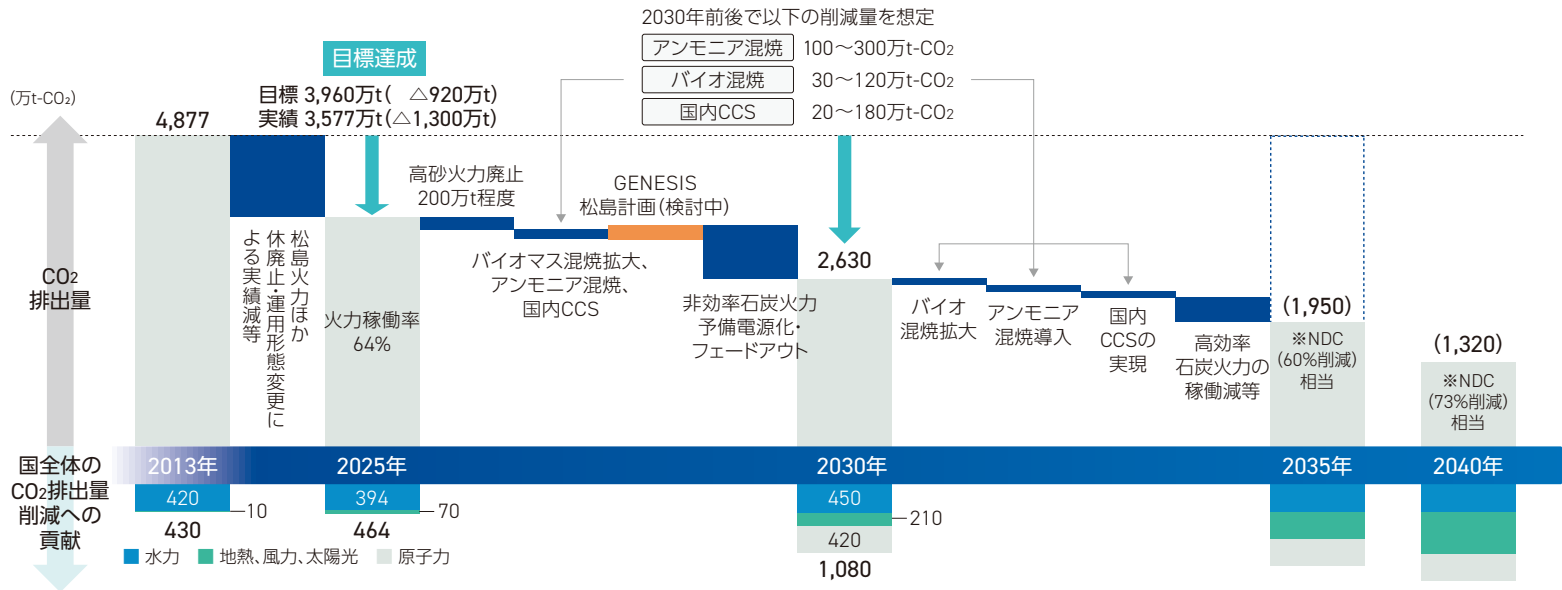 2030年前後で以下の削減量を想定
アンモニア混焼 100～300万t-CO2
バイオ混焼 30～120万t-CO2
国内CCS 20～180万t-CO2
目標達成
目標 3,960万t( △920万t)
実績 3,577万t(△1,300万t)
(万t-CO2)
CO2
排出量
4,877
松島火力ほか
休廃止・運用形態変更に
よる実績減等
火力稼働率
64%
高砂火力廃止
200万t程度
バイオマス混焼拡大、
アンモニア混焼、
国内CCS
GENESIS
松島計画(検討中)
非効率石炭火力
予備電源化・
フェードアウト
2,630
バイオ
混焼拡大
アンモニア
混焼導入
国内
CCSの
実現
高効率
石炭火力の
稼働減等
(1,950)
※NDC
(60%削減)
相当
(1,320)
※NDC
(73%削減)
相当
2013年
2025年
2030年
2035年
2040年
国全体の
CO2排出量
削減への
貢献
420
10
430
394
70
464
450
210
420
1,080
水力
地熱、風力、太陽光
原子力